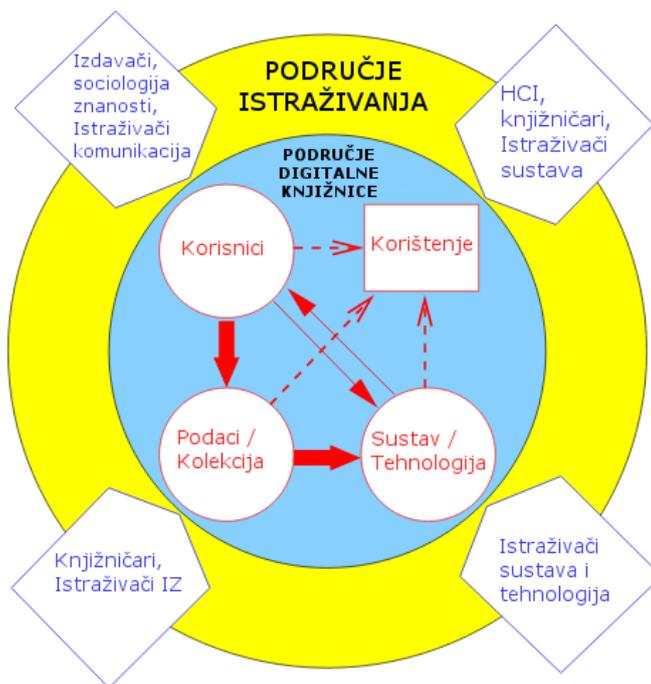 Izdavači,
sociologija
znanosti,
Istraživači
komunikacija
PODRUČJE
ISTRAŽIVANJA
HCI,
knjižničari,
Istraživači
sustava
PODRUČJE
DIGITALNE
KNJIŽNICE
Korisnici
Korištenje
Podaci /
Kolekcija
Sustav /
Tehnologija
Knjižničari,
Istraživači IZ
Istraživači
sustava i
tehnologija